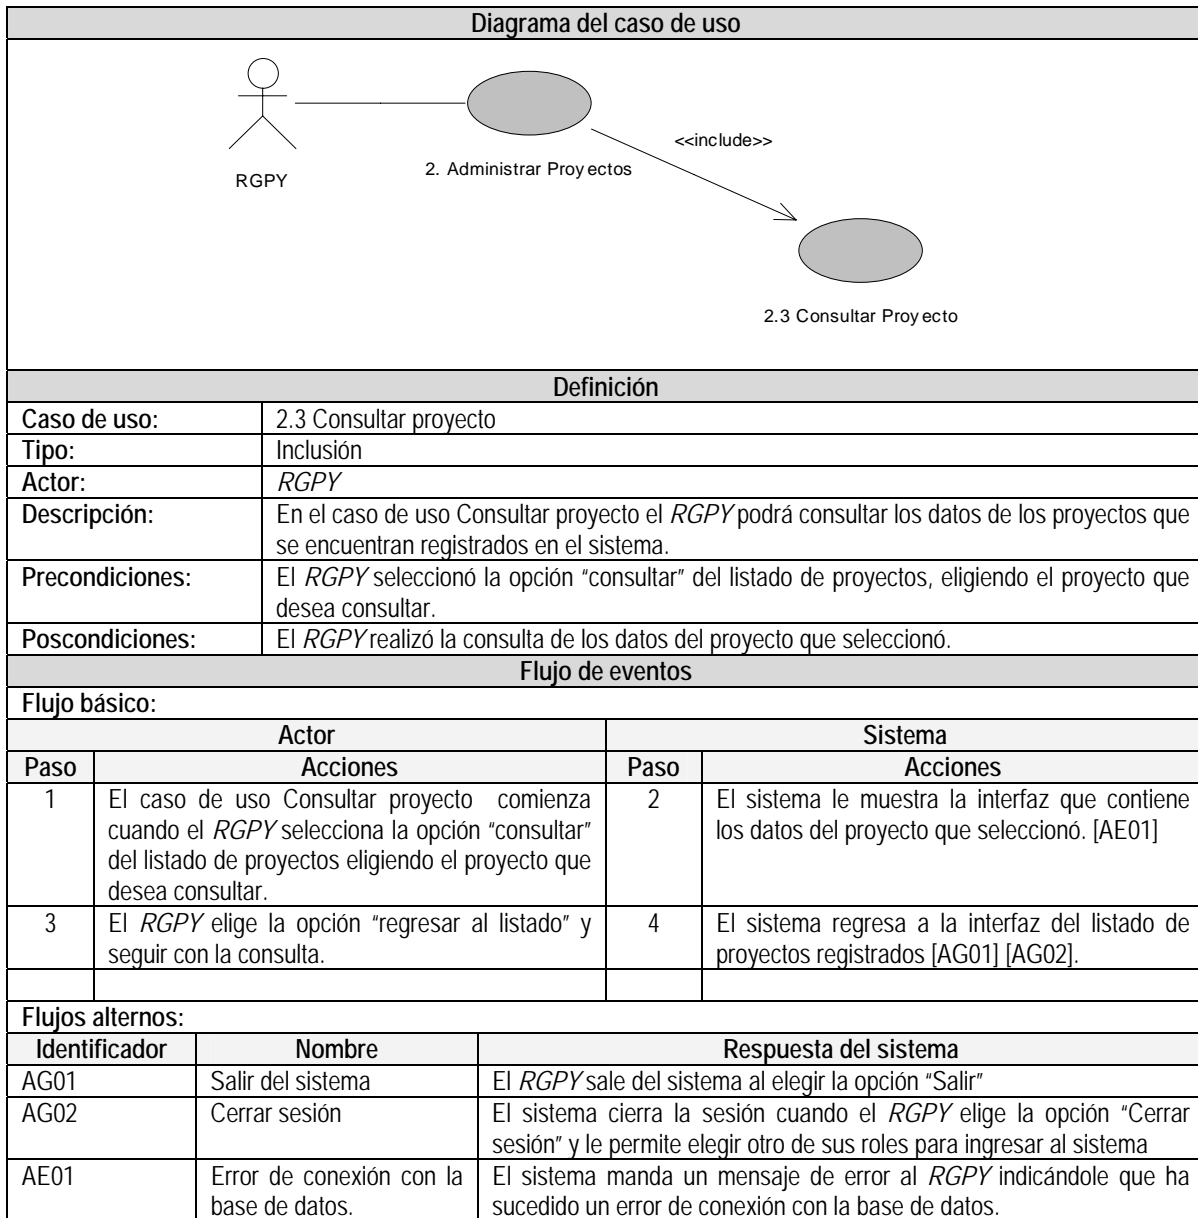 Diagrama del caso de uso
RGPY
2. Administrar Proyectos
<<include>>
2.3 Consultar Proyecto
Definición
Caso de uso: 2.3 Consultar proyecto
Tipo: Inclusión
Actor: RGPY
Descripción: En el caso de uso Consultar proyecto el RGPY podrá consultar los datos de los proyectos que
se encuentran registrados en el sistema.
Precondiciones: El RGPY seleccionó la opción “consultar” del listado de proyectos, eligiendo el proyecto que
desea consultar.
Poscondiciones: El RGPY realizó la consulta de los datos del proyecto que seleccionó.
Flujo de eventos
Flujo básico:
Actor Sistema
Paso Acciones Paso Acciones
1 El caso de uso Consultar proyecto comienza
cuando el RGPY selecciona la opción “consultar”
del listado de proyectos eligiendo el proyecto que
desea consultar.
2 El sistema le muestra la interfaz que contiene
los datos del proyecto que seleccionó. [AE01]
3 El RGPY elige la opción “regresar al listado” y
seguir con la consulta.
4 El sistema regresa a la interfaz del listado de
proyectos registrados [AG01] [AG02].
Flujos alternos:
Identificador Nombre Respuesta del sistema
AG01 Salir del sistema El RGPY sale del sistema al elegir la opción “Salir”
AG02 Cerrar sesión El sistema cierra la sesión cuando el RGPY elige la opción “Cerrar
sesión” y le permite elegir otro de sus roles para ingresar al sistema
AE01 Error de conexión con la
base de datos.
El sistema manda un mensaje de error al RGPY indicándole que ha
sucedido un error de conexión con la base de datos.